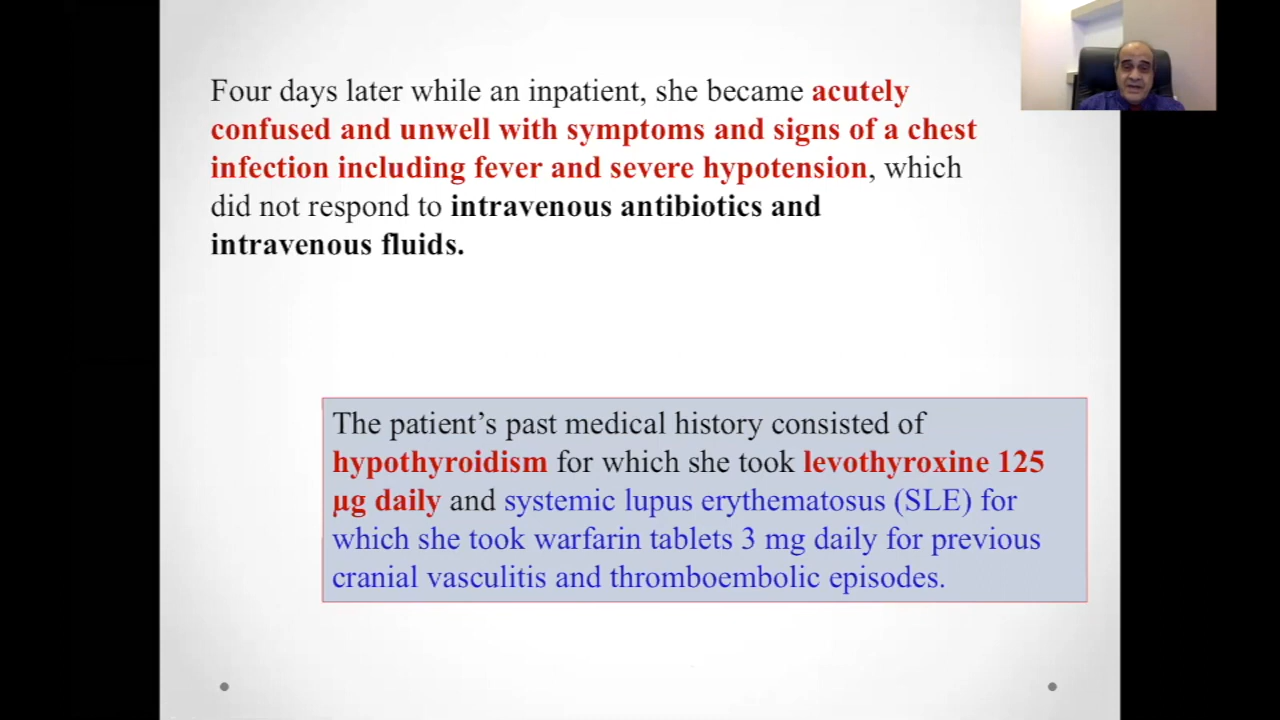 Four days later while an inpatient, she became acutely
confused and unwell with symptoms and signs of a chest
infection including fever and severe hypotension, which
did not respond to intravenous antibiotics and
intravenous fluids.
The patient’s past medical history consisted of
hypothyroidism for which she took levothyroxine 125
µg daily and systemic lupus erythematosus (SLE) for
which she took warfarin tablets 3 mg daily for previous
cranial vasculitis and thromboembolic episodes.